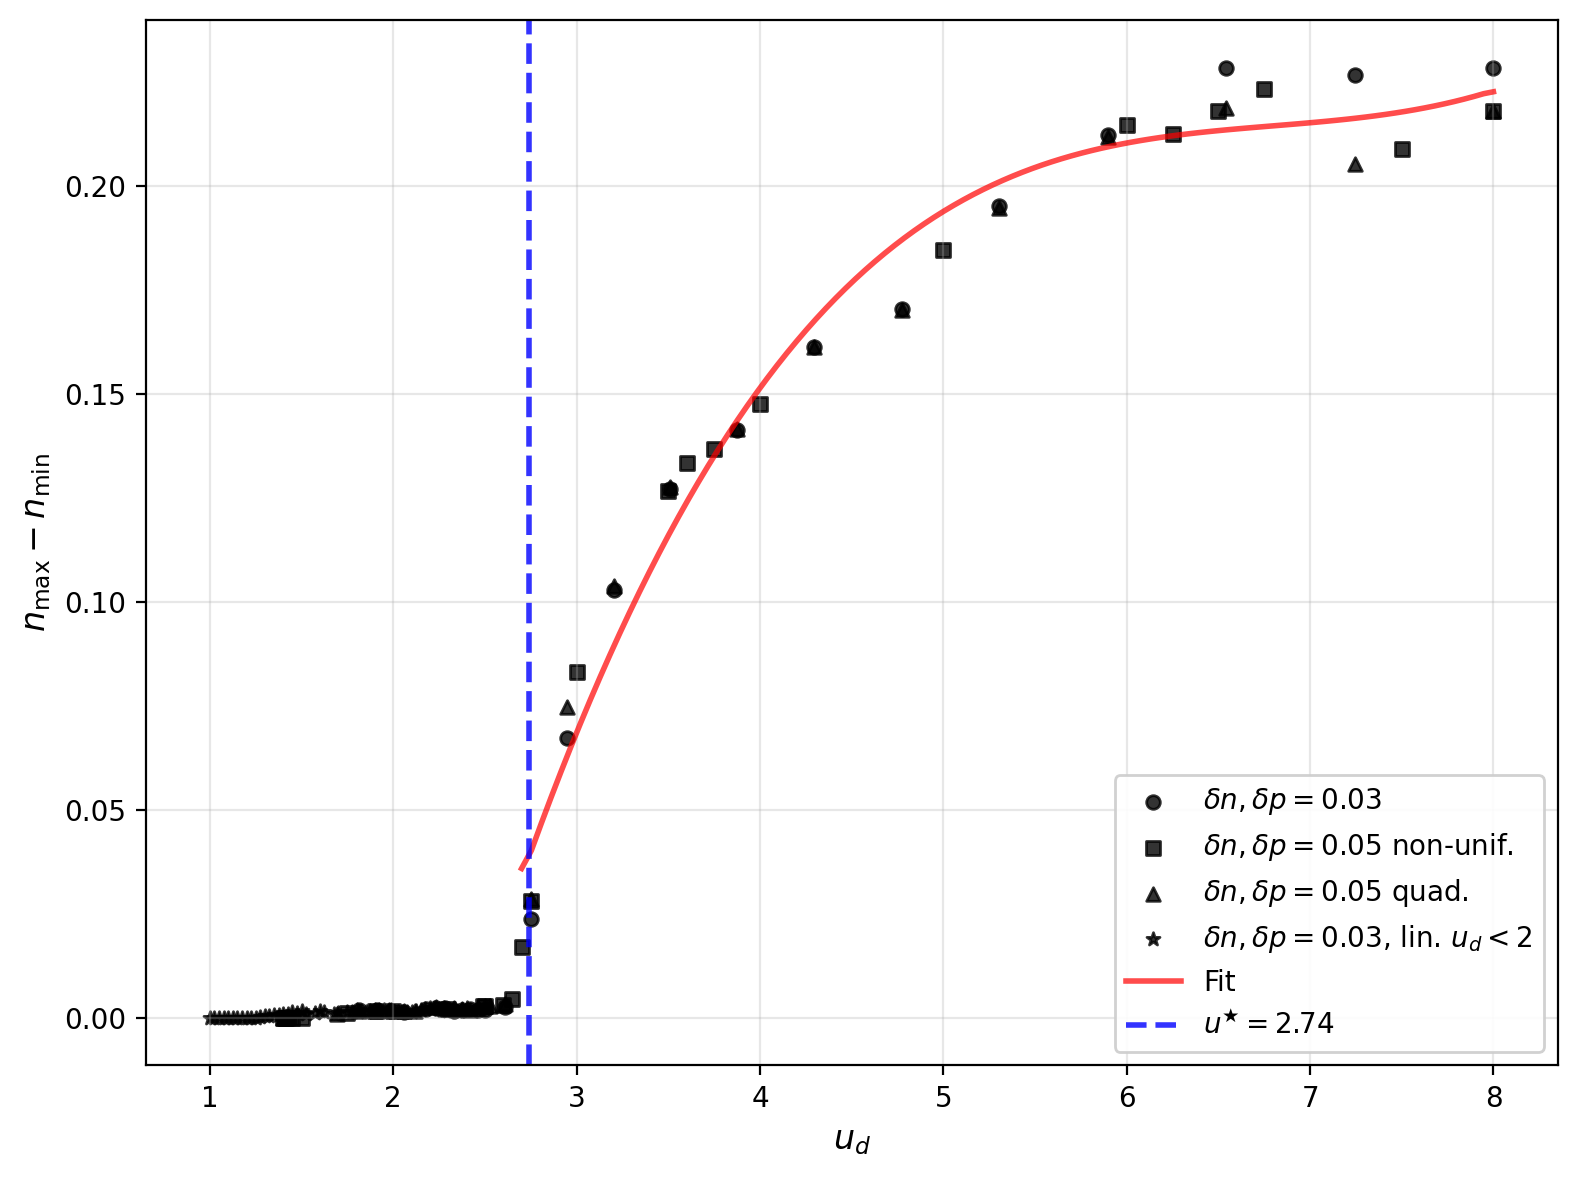 0.20
0.15
0.10
0.05
0.00
n_max − n_min
1 2 3 4 5 6 7 8
u_d
δn, δp = 0.03
δn, δp = 0.05 non-unif.
δn, δp = 0.05 quad.
δn, δp = 0.03, lin. u_d < 2
Fit
u^★ = 2.74